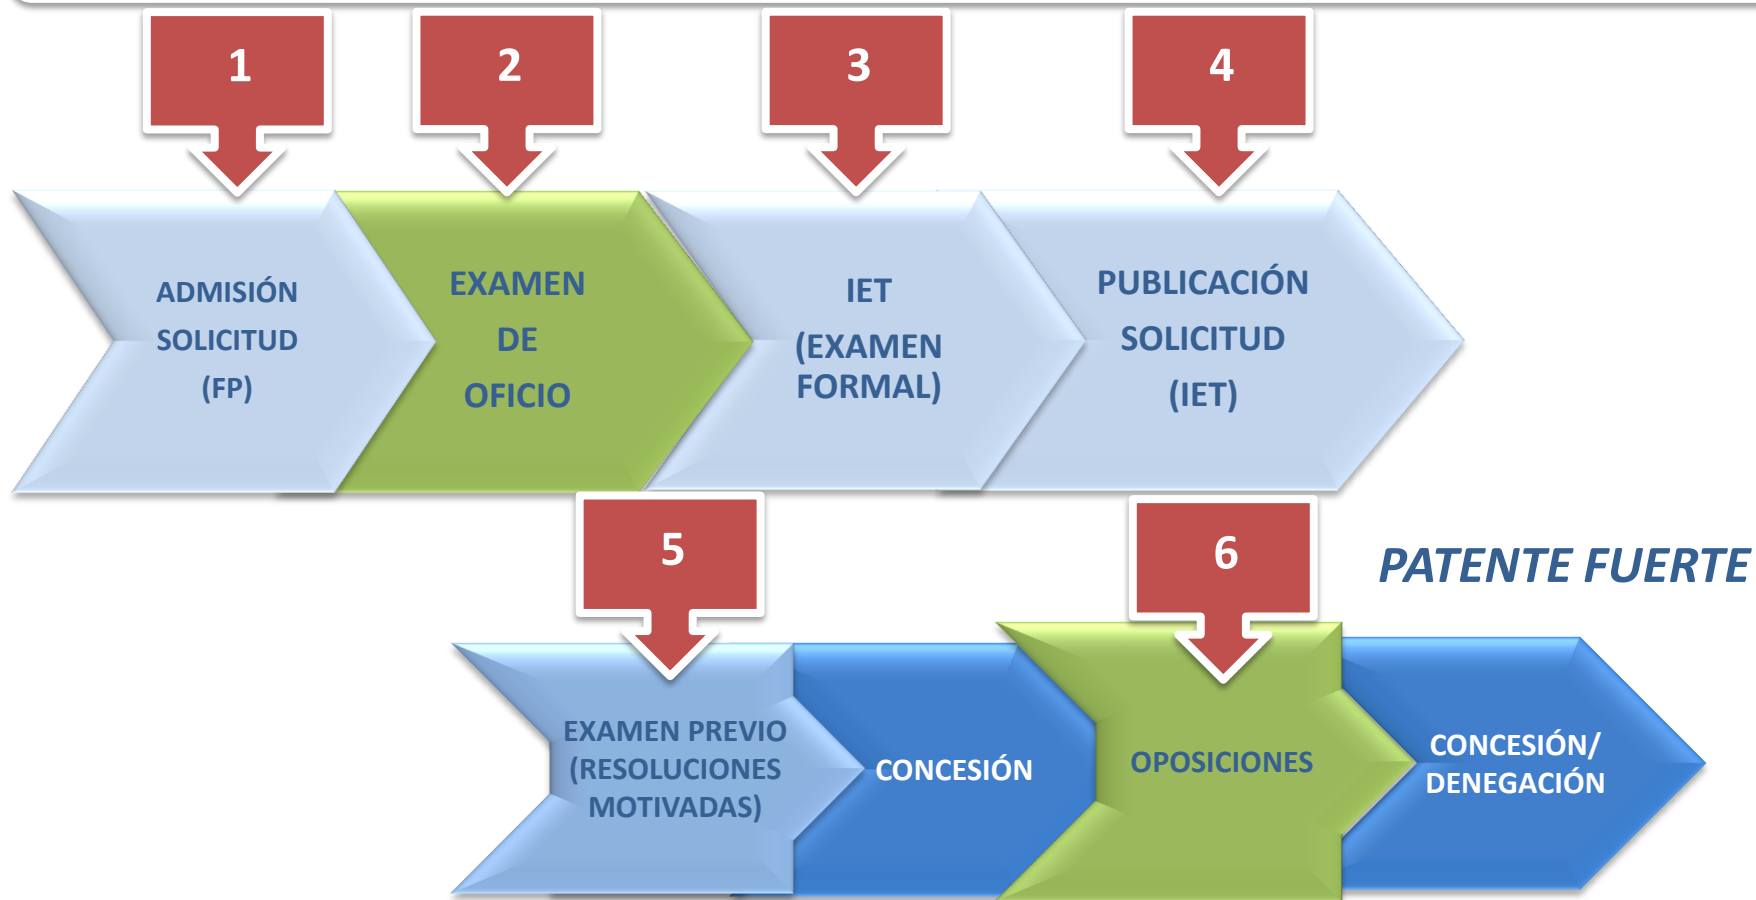 1
2
3
4
ADMISIÓN
SOLICITUD
(FP)
EXAMEN
DE
OFICIO
IET
(EXAMEN
FORMAL)
PUBLICACIÓN
SOLICITUD
(IET)
5
6
PATENTE FUERTE
EXAMEN PREVIO
(RESOLUCIONES
MOTIVADAS)
CONCESIÓN
OPOSICIONES
CONCESIÓN/
DENEGACIÓN